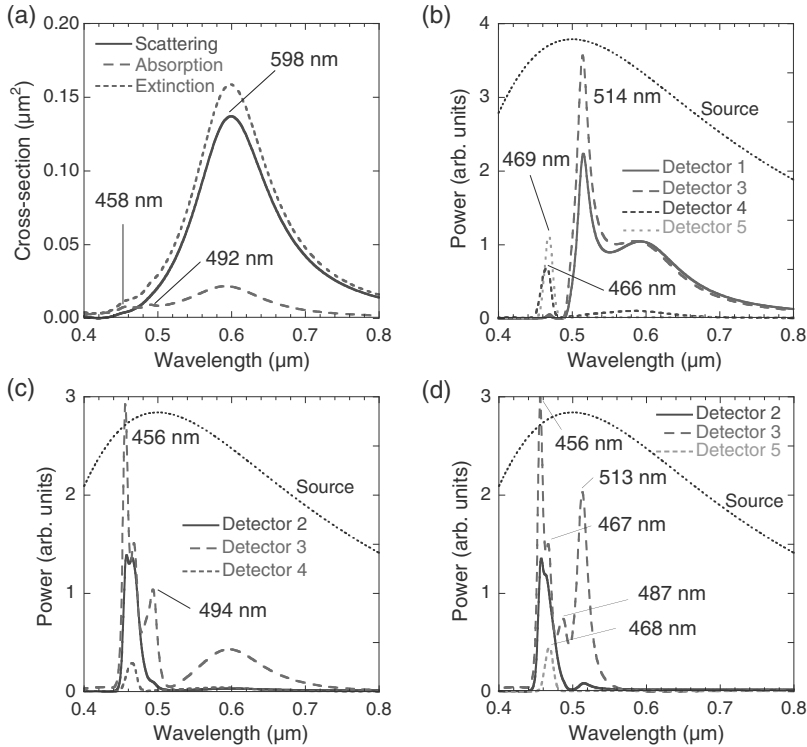 (a)
0.20
0.15
0.10
0.05
0.00
Cross-section (μm²)
Scattering
Absorption
Extinction
598 nm
458 nm
492 nm
0.4 0.5 0.6 0.7 0.8
Wavelength (μm)
(b)
4
3
2
1
0
Power (arb. units)
514 nm
Source
469 nm
Detector 1
Detector 3
Detector 4
Detector 5
466 nm
0.4 0.5 0.6 0.7 0.8
Wavelength (μm)
(c)
3
2
1
0
Power (arb. units)
456 nm
Source
Detector 2
Detector 3
Detector 4
494 nm
0.4 0.5 0.6 0.7 0.8
Wavelength (μm)
(d)
3
2
1
0
Power (arb. units)
Detector 2
Detector 3
Detector 5
456 nm
513 nm
Source
467 nm
487 nm
468 nm
0.4 0.5 0.6 0.7 0.8
Wavelength (μm)